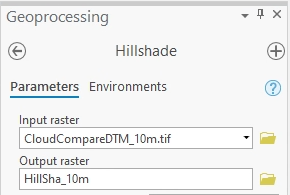 Geoprocessing
Hillshade
Parameters Environments
Input raster
CloudCompareDTM_10m.tif
Output raster
HillSha_10m